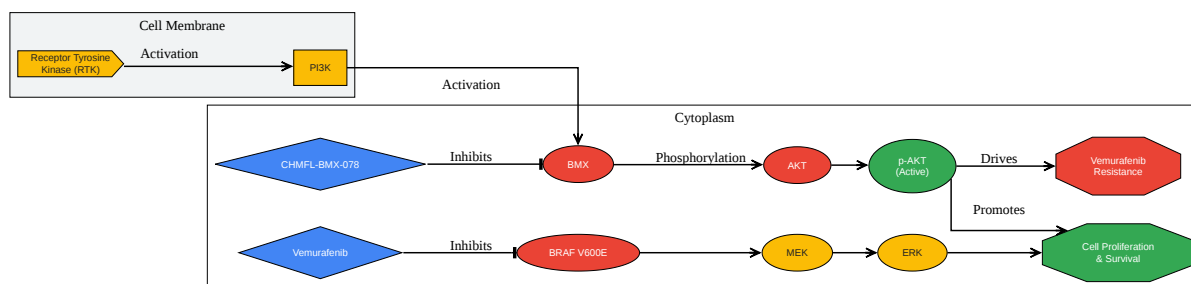 Cell Membrane
Receptor Tyrosine
Kinase (RTK)
Activation
PI3K
Activation
Cytoplasm
CHMFL-BMX-078
Inhibits
BMX
Phosphorylation
AKT
p-AKT
(Active)
Drives
Vemurafenib
Resistance
Promotes
Vemurafenib
Inhibits
BRAF V600E
MEK
ERK
Cell Proliferation
& Survival